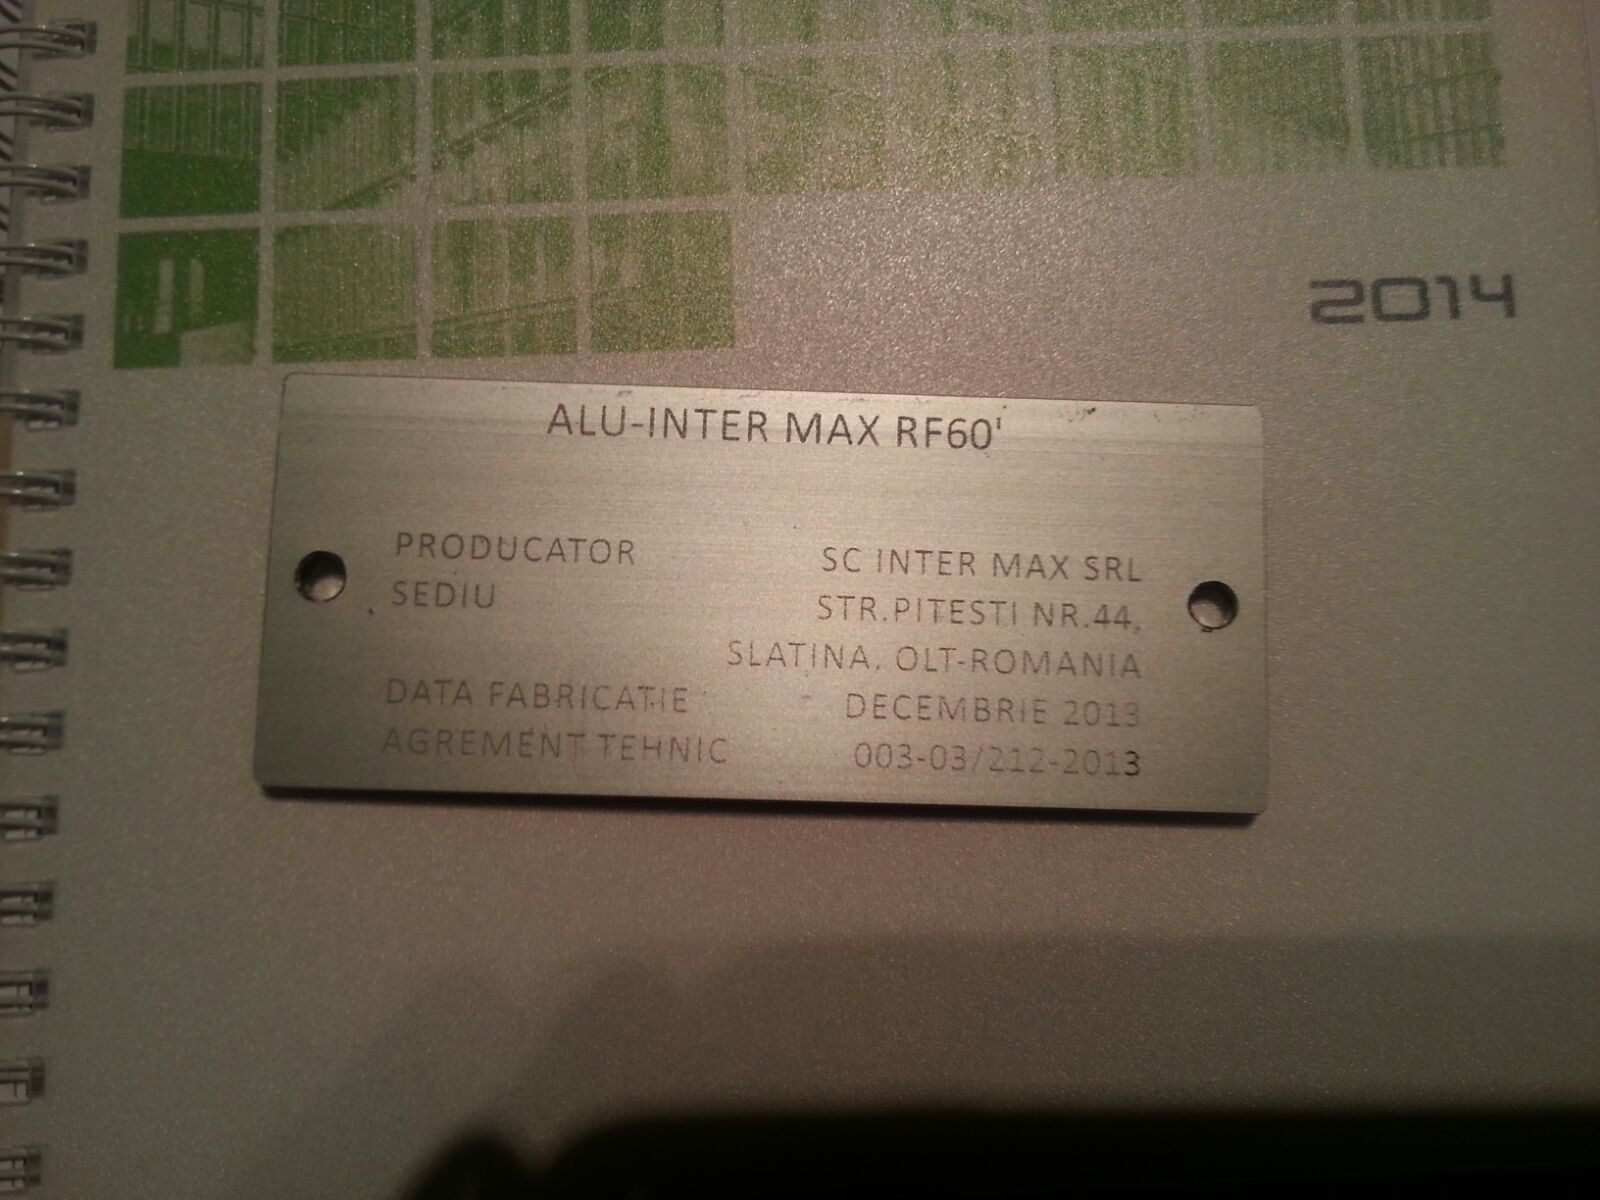 2014
ALU-INTER MAX RF60'
PRODUCATOR SC INTER MAX SRL
SEDIU STR.PITESTI NR.44,
SLATINA, OLT-ROMANIA
DATA FABRICATIE DECEMBRIE 2013
AGREMENT TEHNIC 003-03/212-2013